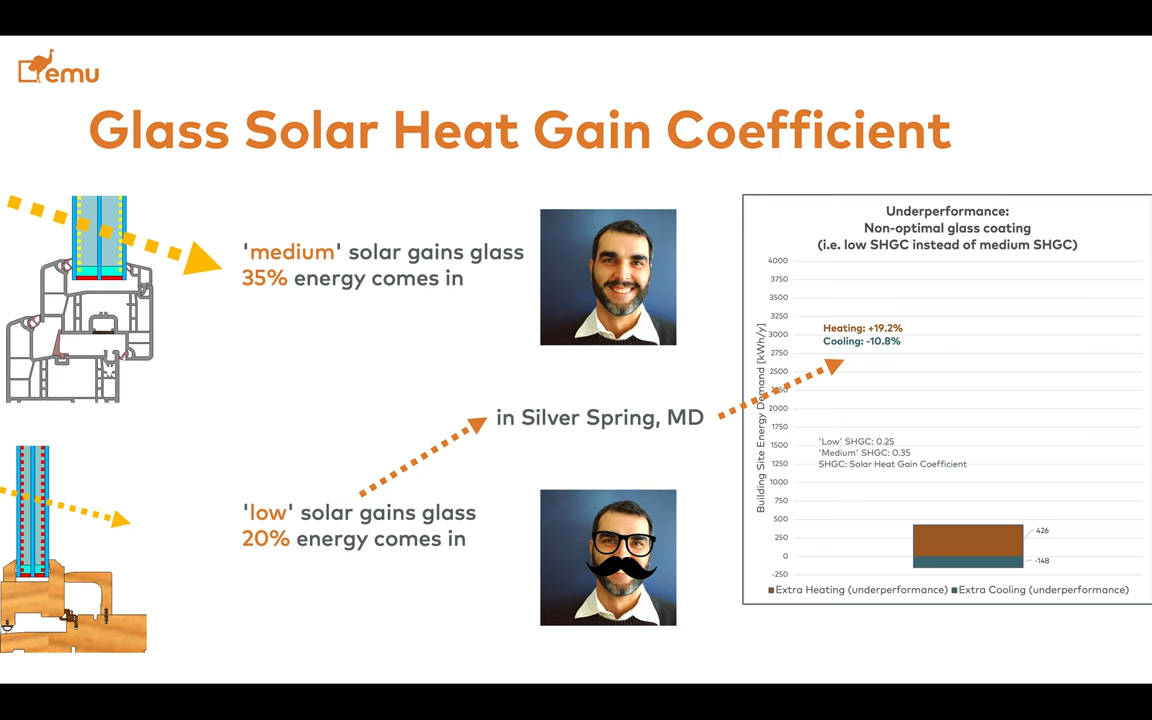 emu
Glass Solar Heat Gain Coefficient
'medium' solar gains glass
35% energy comes in
in Silver Spring, MD
'low' solar gains glass
20% energy comes in
Underperformance:
Non-optimal glass coating
(i.e. low SHGC instead of medium SHGC)
Building Site Energy Demand [kWh/y]
4000
3750
3500
3250
3000
2750
2500
2250
2000
1750
1500
1250
1000
750
500
250
0
-250
Heating: +19.2%
Cooling: -10.8%
'Low' SHGC: 0.25
'Medium' SHGC: 0.35
SHGC: Solar Heat Gain Coefficient
426
-148
Extra Heating (underperformance) Extra Cooling (underperformance)